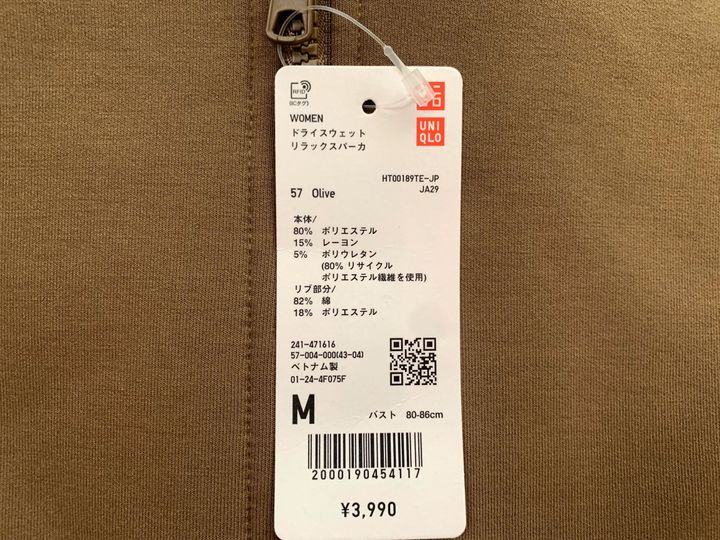 RFID
(ICタグ)
WOMEN
ドライスウェット
リラックスパーカ
UNI
QLO
HT00189TE-JP
JA29
57 Olive
本体/
80% ポリエステル
15% レーヨン
5% ポリウレタン
(80% リサイクル
ポリエステル繊維を使用)
リブ部分/
82% 綿
18% ポリエステル
241-471616
57-004-000(43-04)
ベトナム製
01-24-4F075F
M
バスト 80-86cm
2000190454117
¥3,990